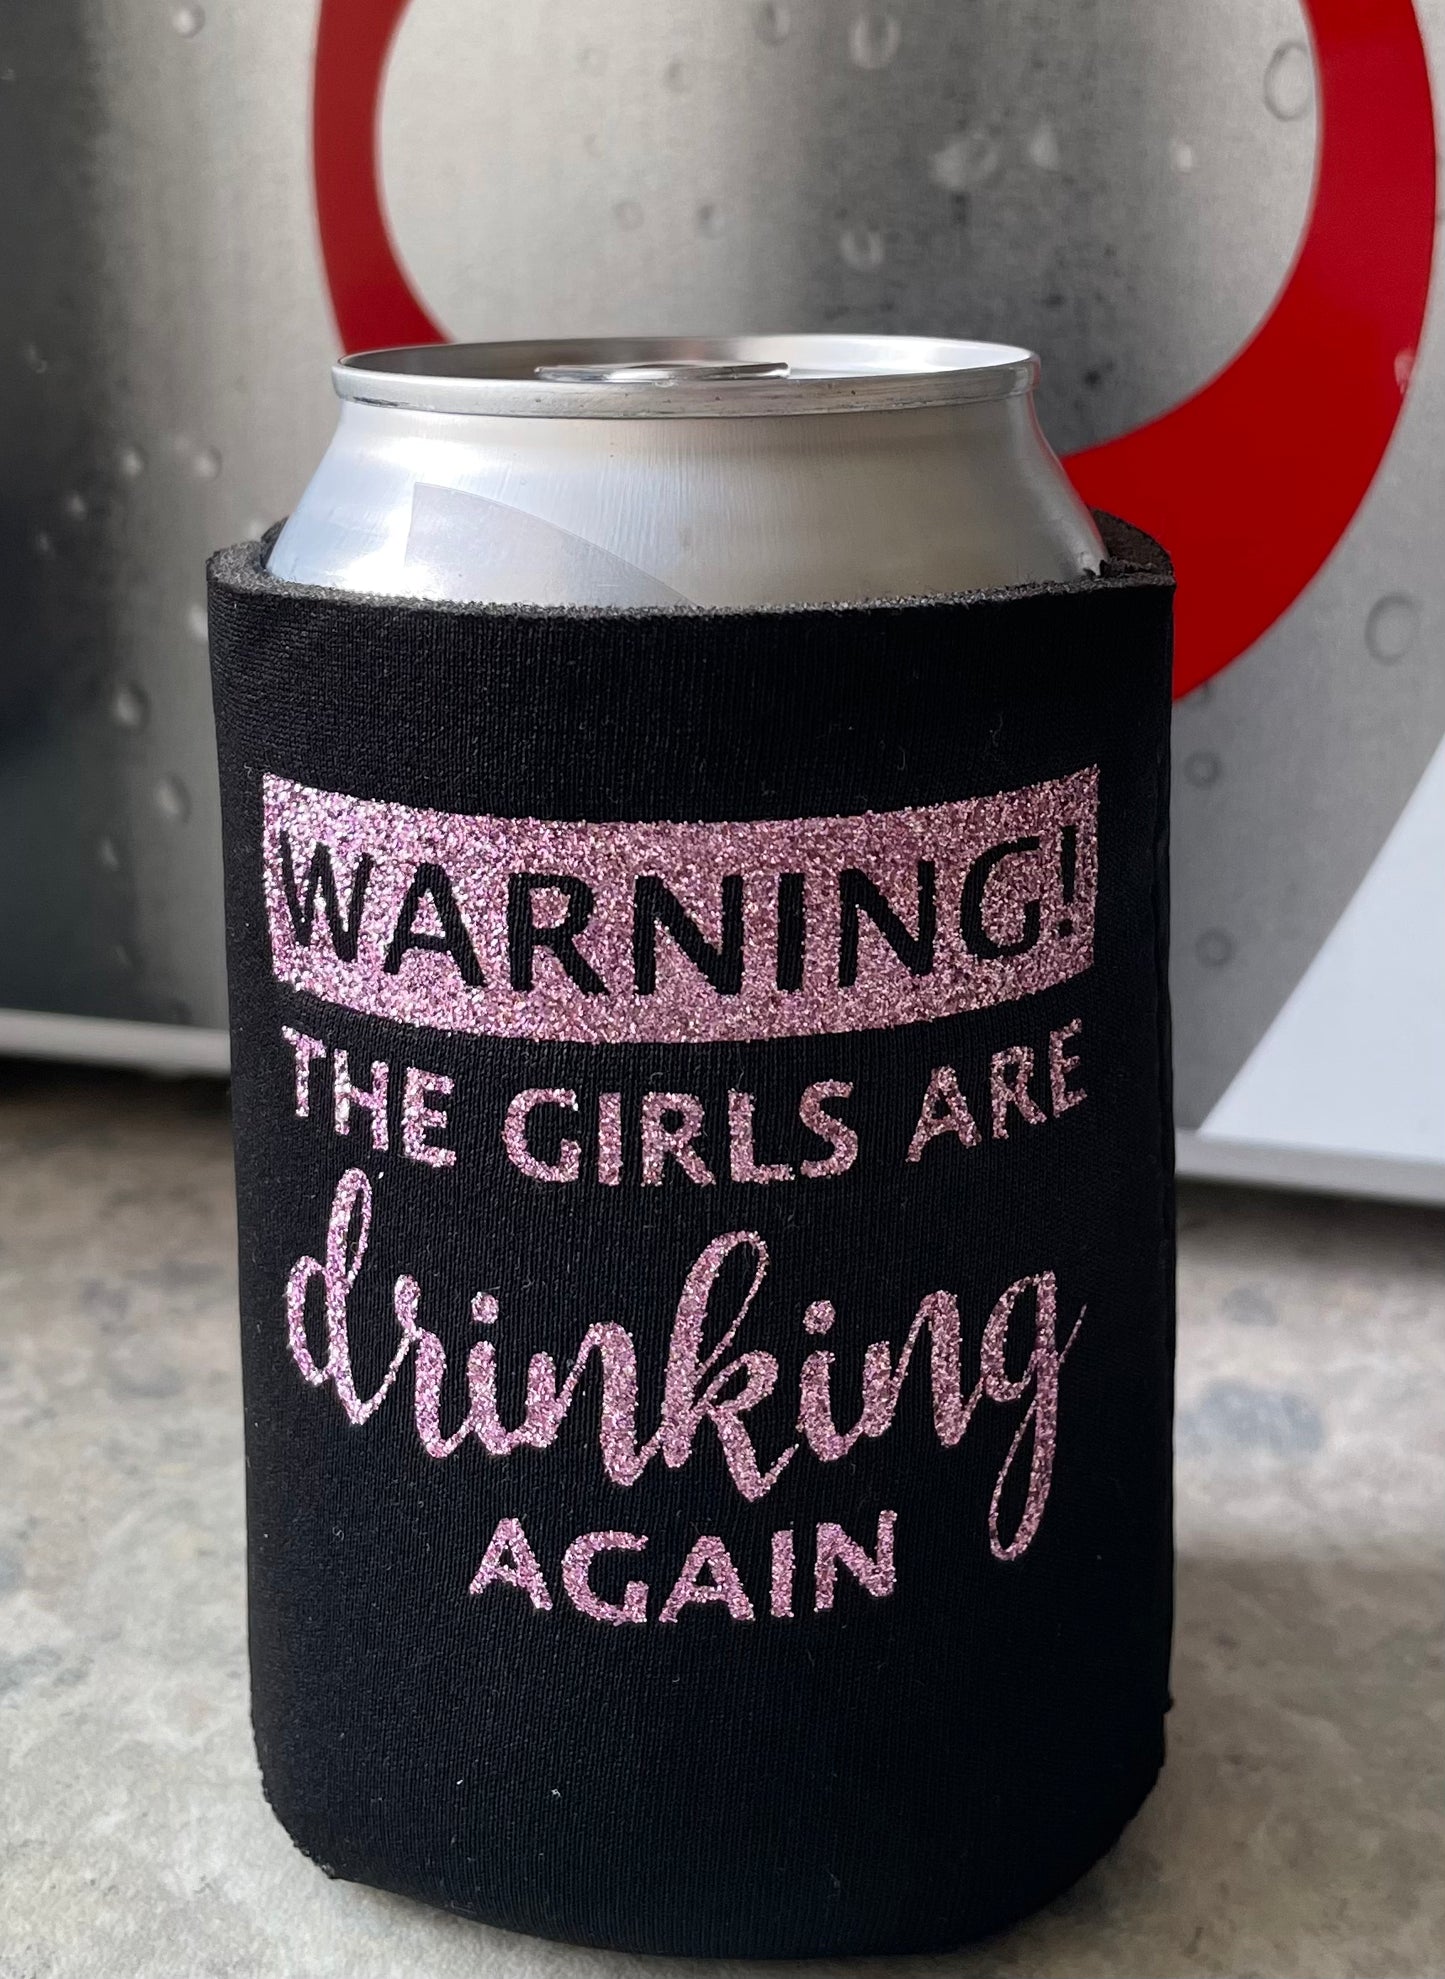 WARNING!
THE GIRLS ARE
drinking
AGAIN